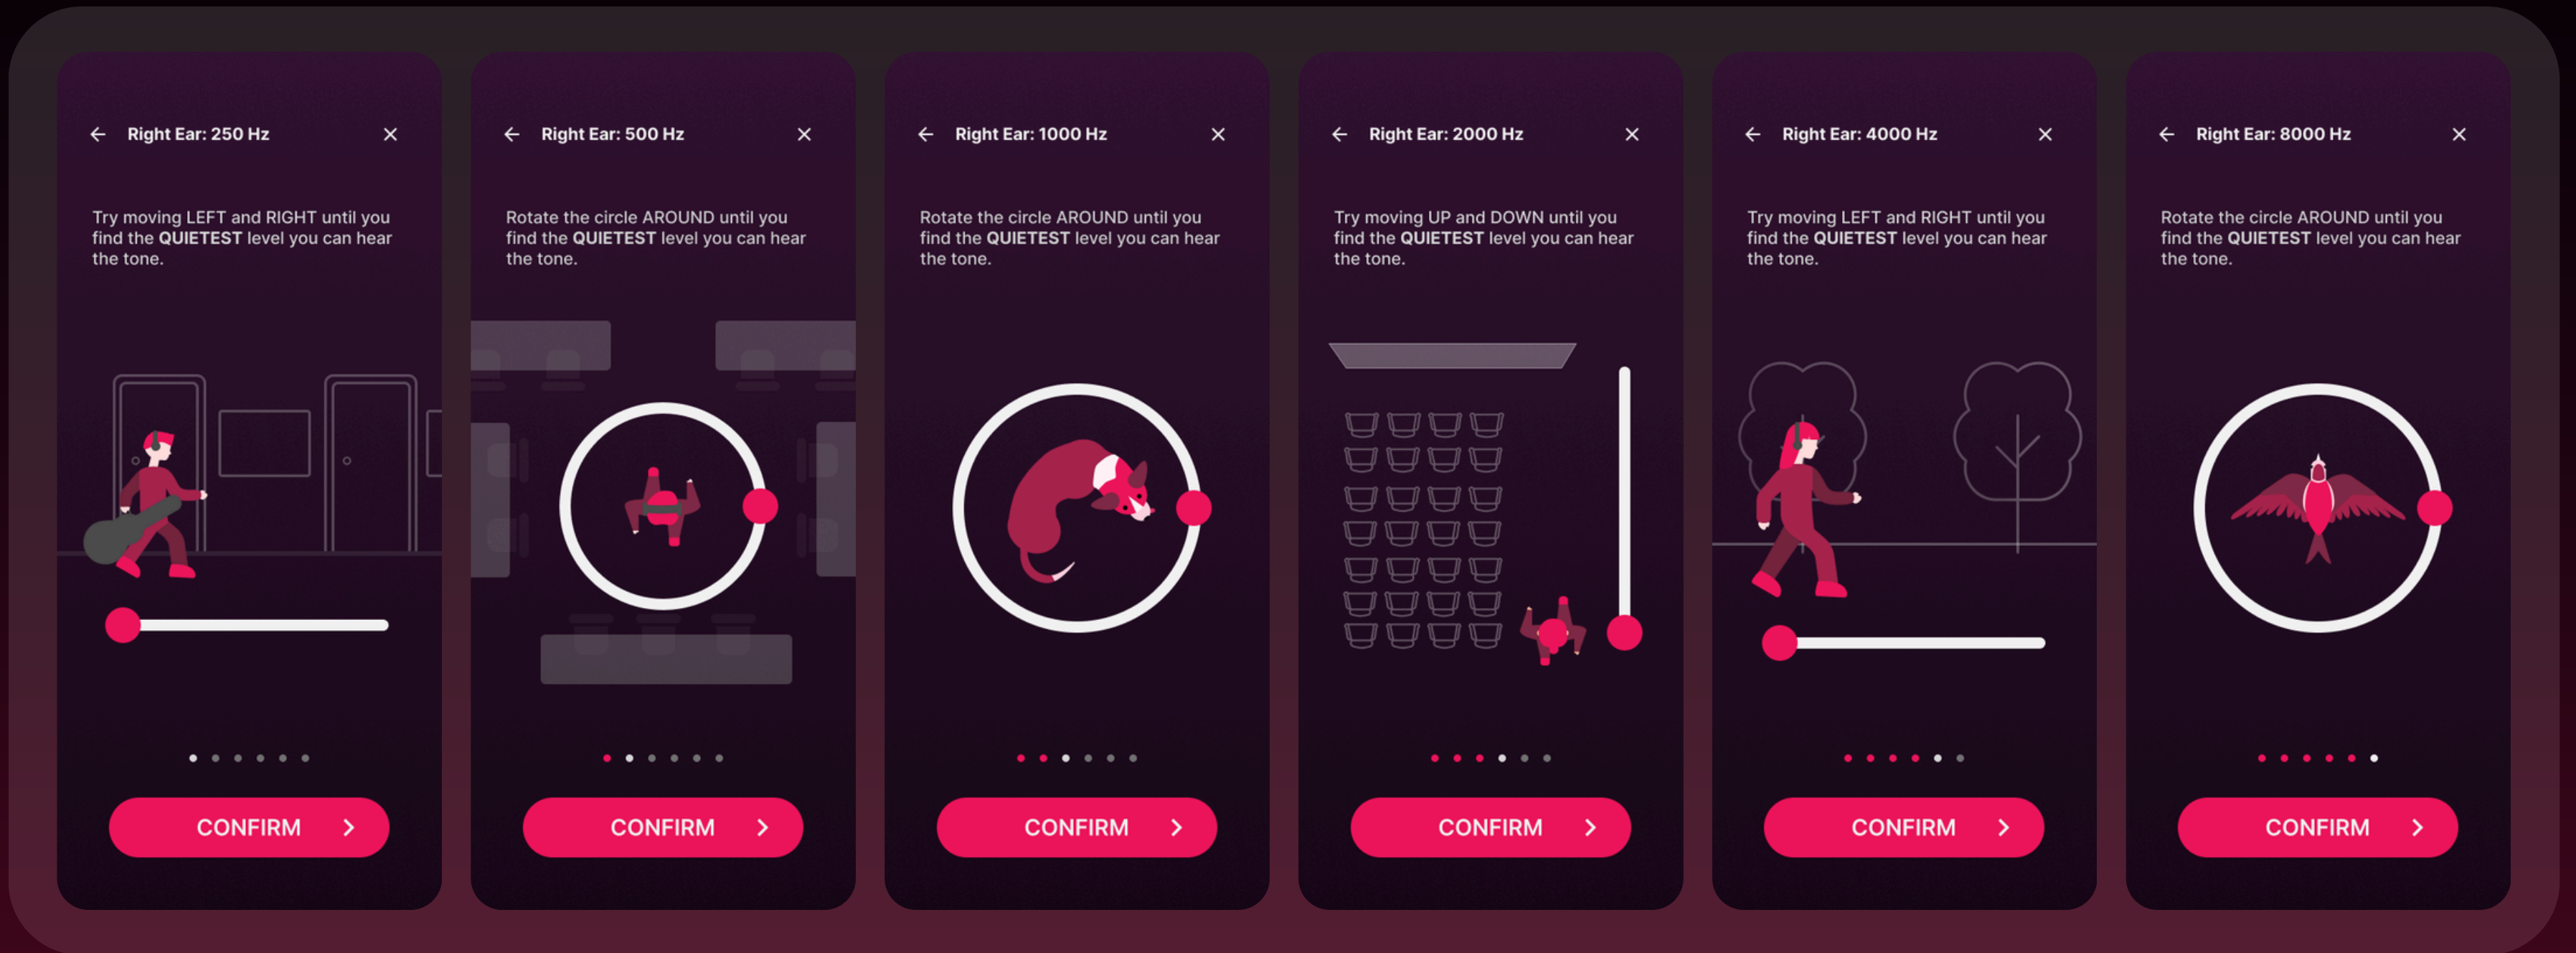 Right Ear: 250 Hz
Try moving LEFT and RIGHT until you
find the QUIETEST level you can hear
the tone.
CONFIRM
Right Ear: 500 Hz
Rotate the circle AROUND until you
find the QUIETEST level you can hear
the tone.
CONFIRM
Right Ear: 1000 Hz
Rotate the circle AROUND until you
find the QUIETEST level you can hear
the tone.
CONFIRM
Right Ear: 2000 Hz
Try moving UP and DOWN until you
find the QUIETEST level you can hear
the tone.
CONFIRM
Right Ear: 4000 Hz
Try moving LEFT and RIGHT until you
find the QUIETEST level you can hear
the tone.
CONFIRM
Right Ear: 8000 Hz
Rotate the circle AROUND until you
find the QUIETEST level you can hear
the tone.
CONFIRM